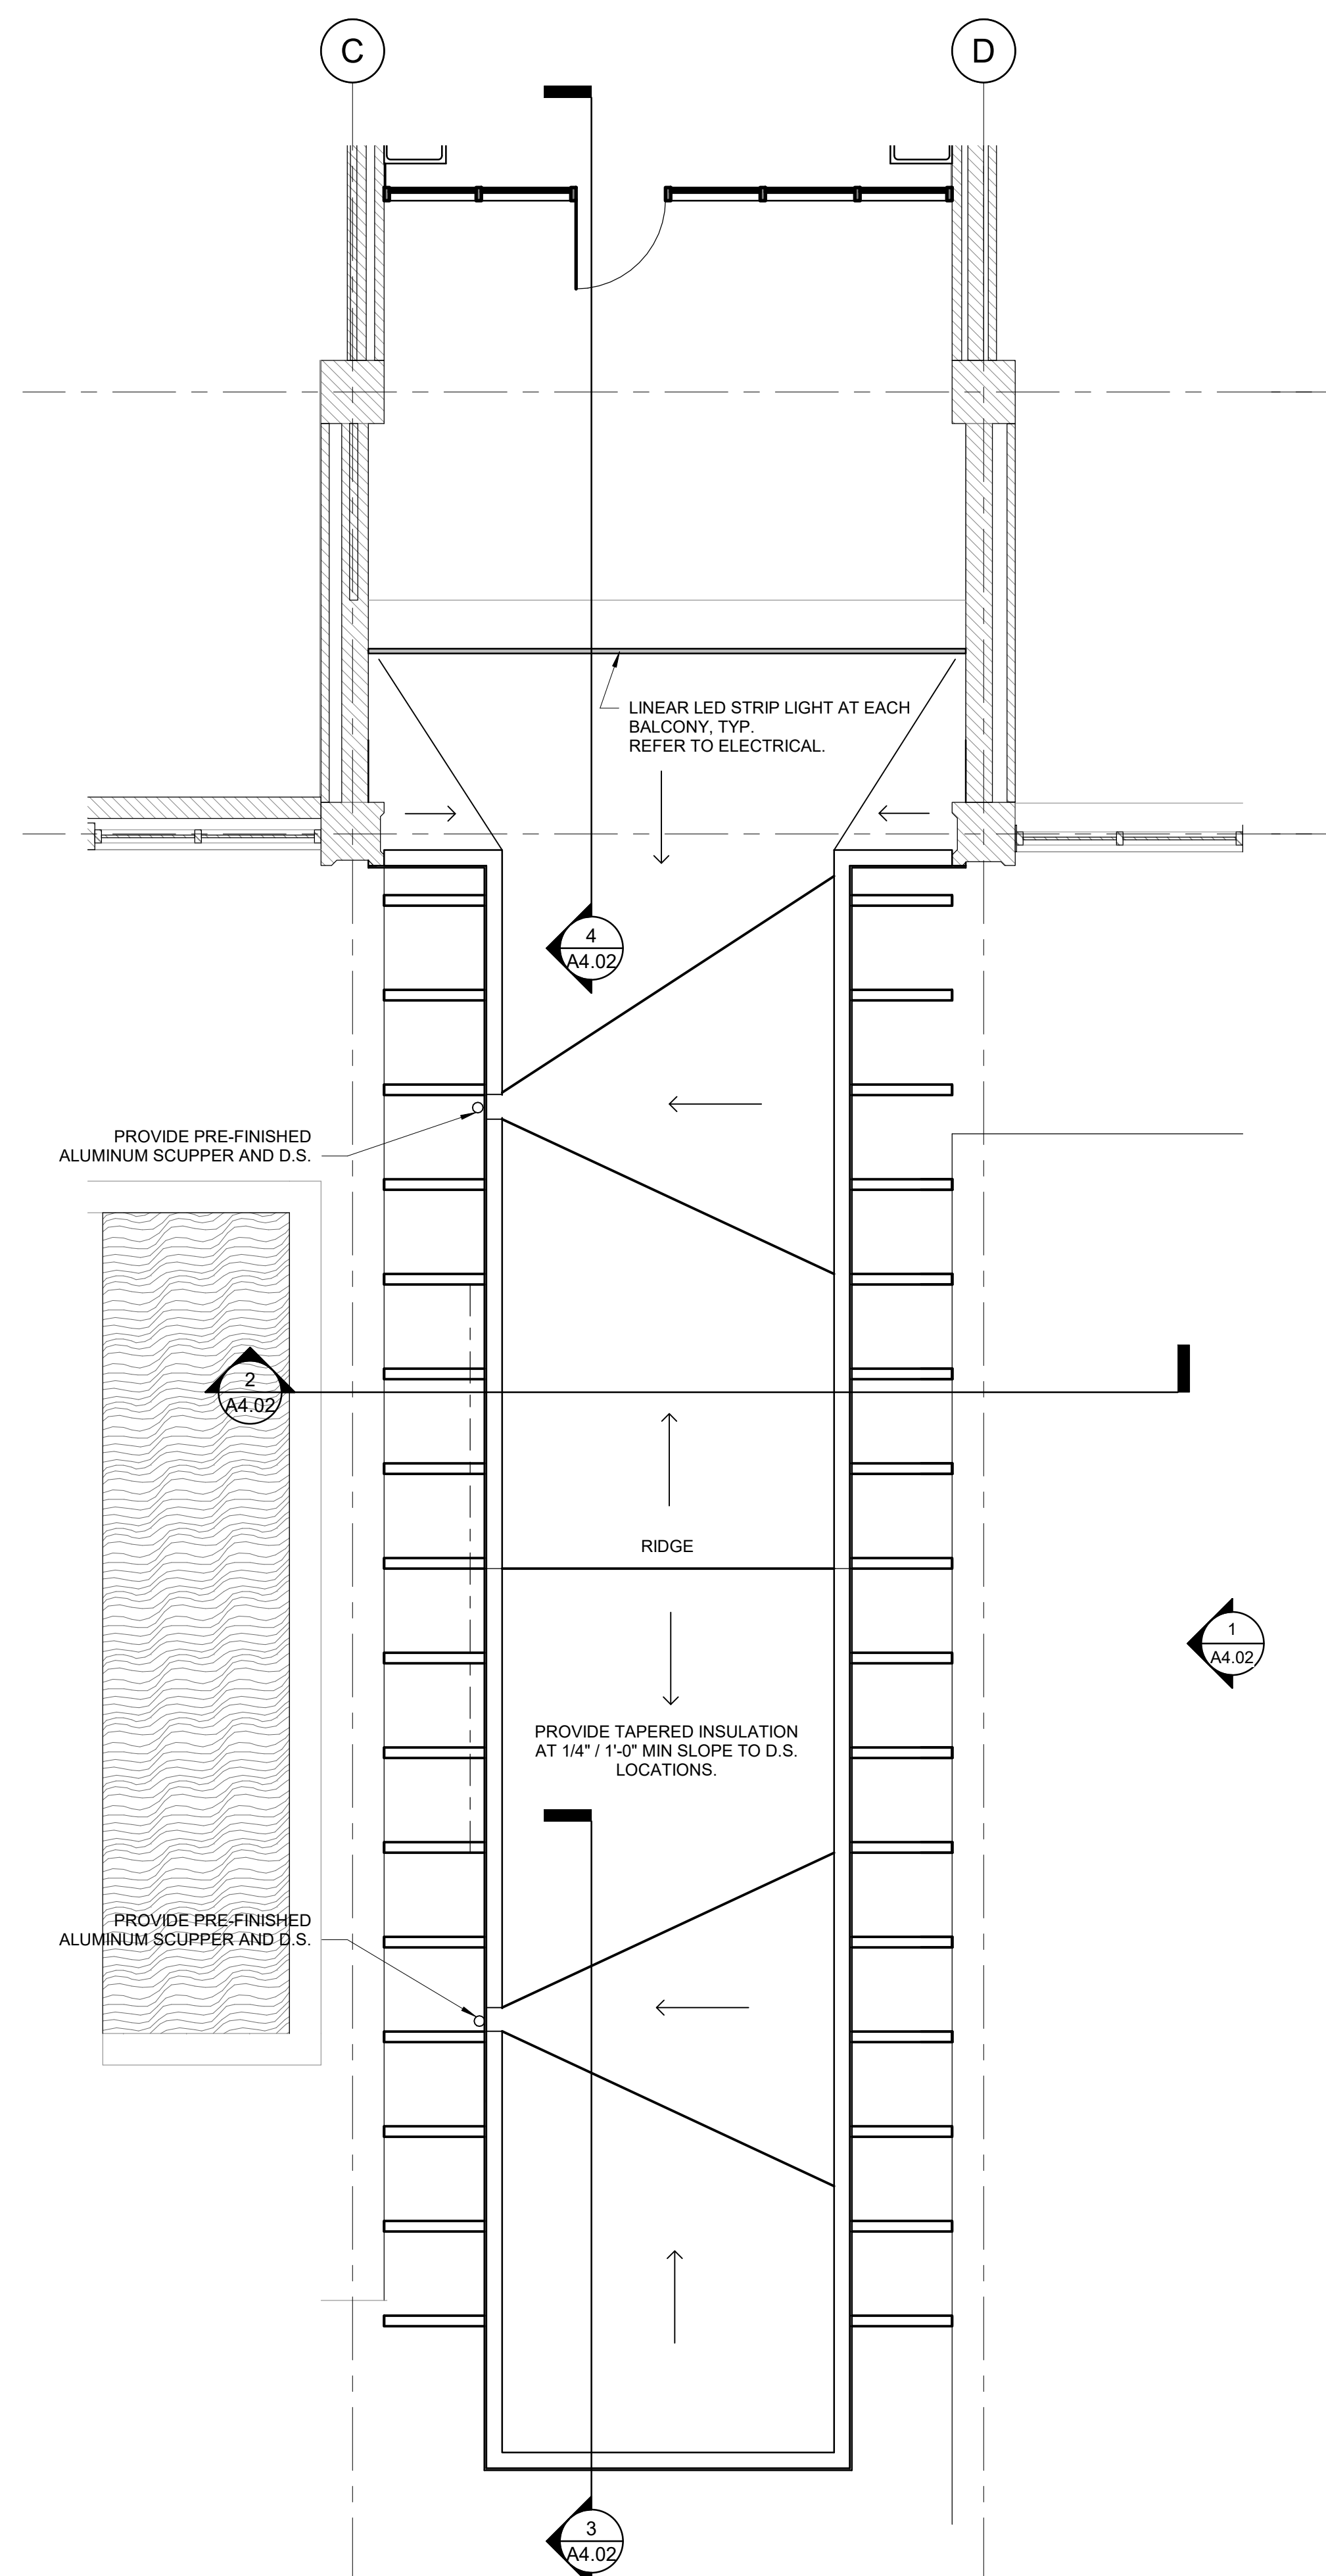 C
D
LINEAR LED STRIP LIGHT AT EACH
BALCONY, TYP.
REFER TO ELECTRICAL.
4
A4.02
PROVIDE PRE-FINISHED
ALUMINUM SCUPPER AND D.S.
2
A4.02
RIDGE
1
A4.02
PROVIDE TAPERED INSULATION
AT 1/4" / 1'-0" MIN SLOPE TO D.S.
LOCATIONS.
PROVIDE PRE-FINISHED
ALUMINUM SCUPPER AND D.S.
3
A4.02